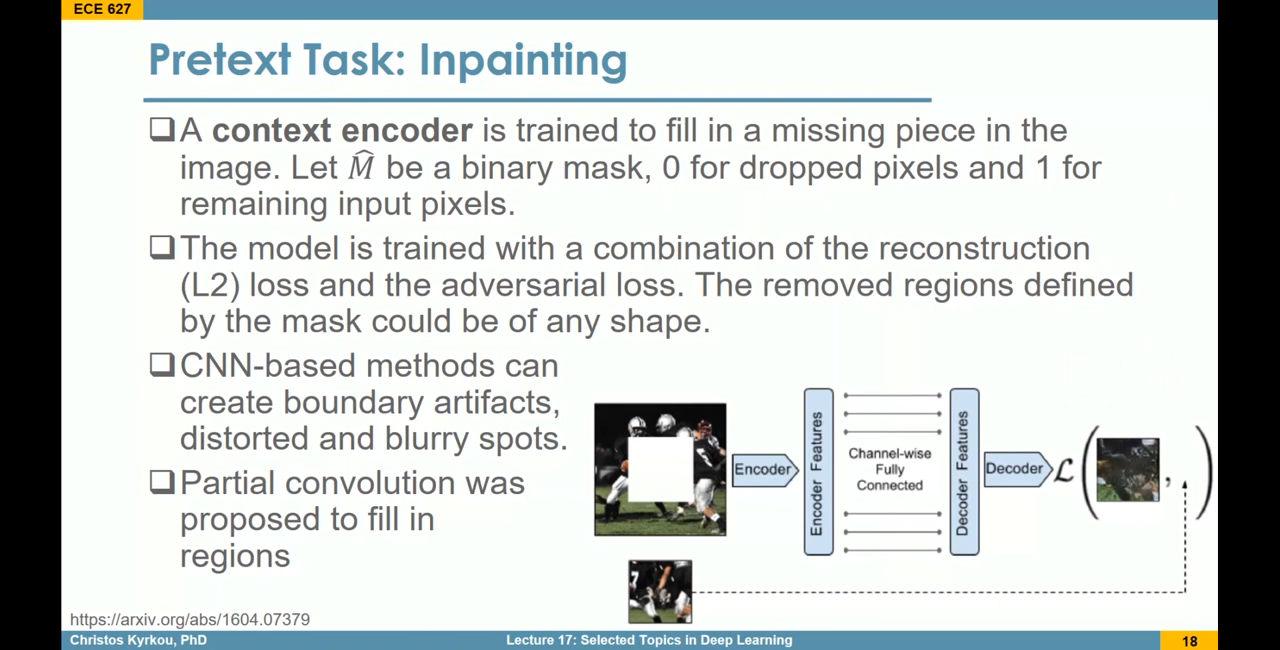 ECE 627
Pretext Task: Inpainting
❑A context encoder is trained to fill in a missing piece in the
image. Let M̂ be a binary mask, 0 for dropped pixels and 1 for
remaining input pixels.
❑The model is trained with a combination of the reconstruction
(L2) loss and the adversarial loss. The removed regions defined
by the mask could be of any shape.
❑CNN-based methods can
create boundary artifacts,
distorted and blurry spots.
❑Partial convolution was
proposed to fill in
regions
Encoder
Encoder Features
Channel-wise
Fully
Connected
Decoder Features
Decoder
ℒ( , )
7
https://arxiv.org/abs/1604.07379
Christos Kyrkou, PhD
Lecture 17: Selected Topics in Deep Learning
18